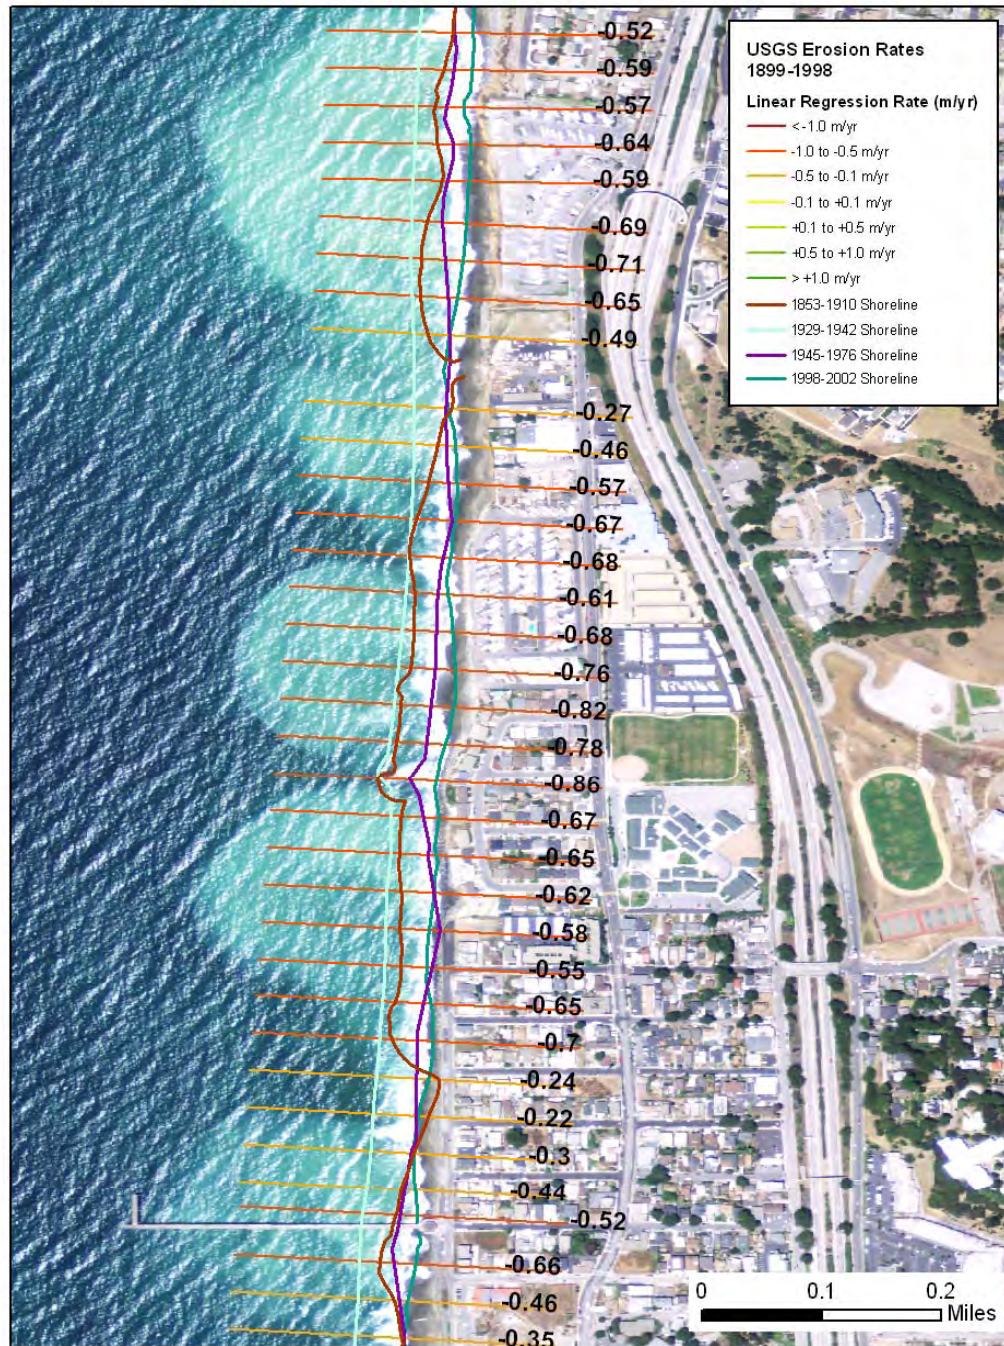 USGS Erosion Rates
1899-1998
Linear Regression Rate (m/yr)
< -1.0 m/yr
-1.0 to -0.5 m/yr
-0.5 to -0.1 m/yr
-0.1 to +0.1 m/yr
+0.1 to +0.5 m/yr
+0.5 to +1.0 m/yr
> +1.0 m/yr
1853-1910 Shoreline
1929-1942 Shoreline
1945-1976 Shoreline
1998-2002 Shoreline
-0.52
-0.59
-0.57
-0.64
-0.59
-0.69
-0.71
-0.65
-0.49
-0.27
-0.46
-0.57
-0.67
-0.68
-0.61
-0.68
-0.76
-0.82
-0.78
-0.86
-0.67
-0.65
-0.62
-0.58
-0.55
-0.65
-0.7
-0.24
-0.22
-0.3
-0.44
-0.52
-0.66
-0.46
-0.35
0 0.1 0.2
Miles